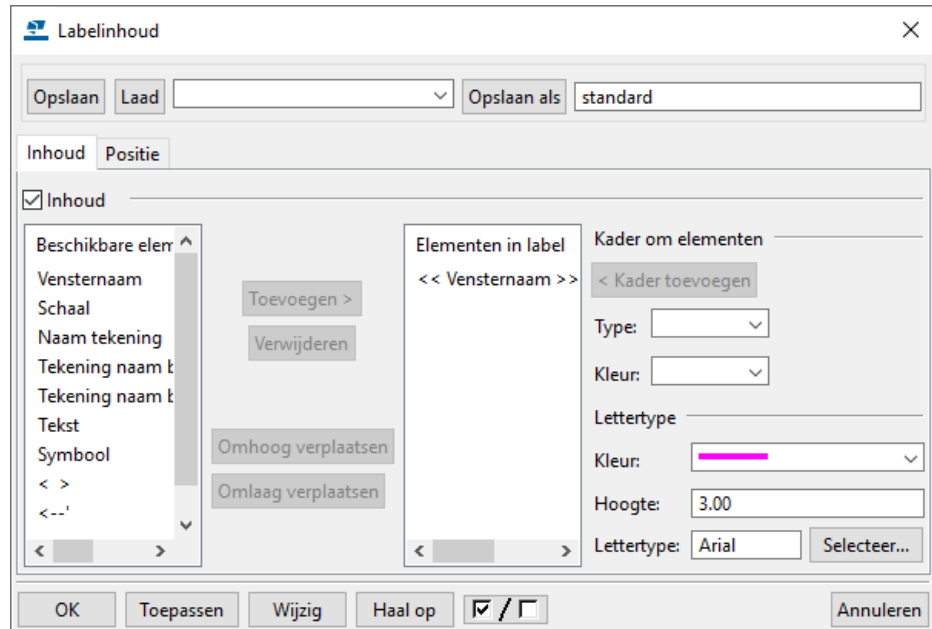 Labelinhoud
Opslaan Laad Opslaan als standard
Inhoud Positie
Inhoud
Beschikbare elem
Vensternaam
Schaal
Naam tekening
Tekening naam b
Tekening naam b
Tekst
Symbool
< >
<--'
Toevoegen >
Verwijderen
Omhoog verplaatsen
Omlaag verplaatsen
Elementen in label
<< Vensternaam >>
Kader om elementen
< Kader toevoegen
Type:
Kleur:
Lettertype
Kleur:
Hoogte: 3.00
Lettertype: Arial Selecteer...
OK Toepassen Wijzig Haal op / Annuleren